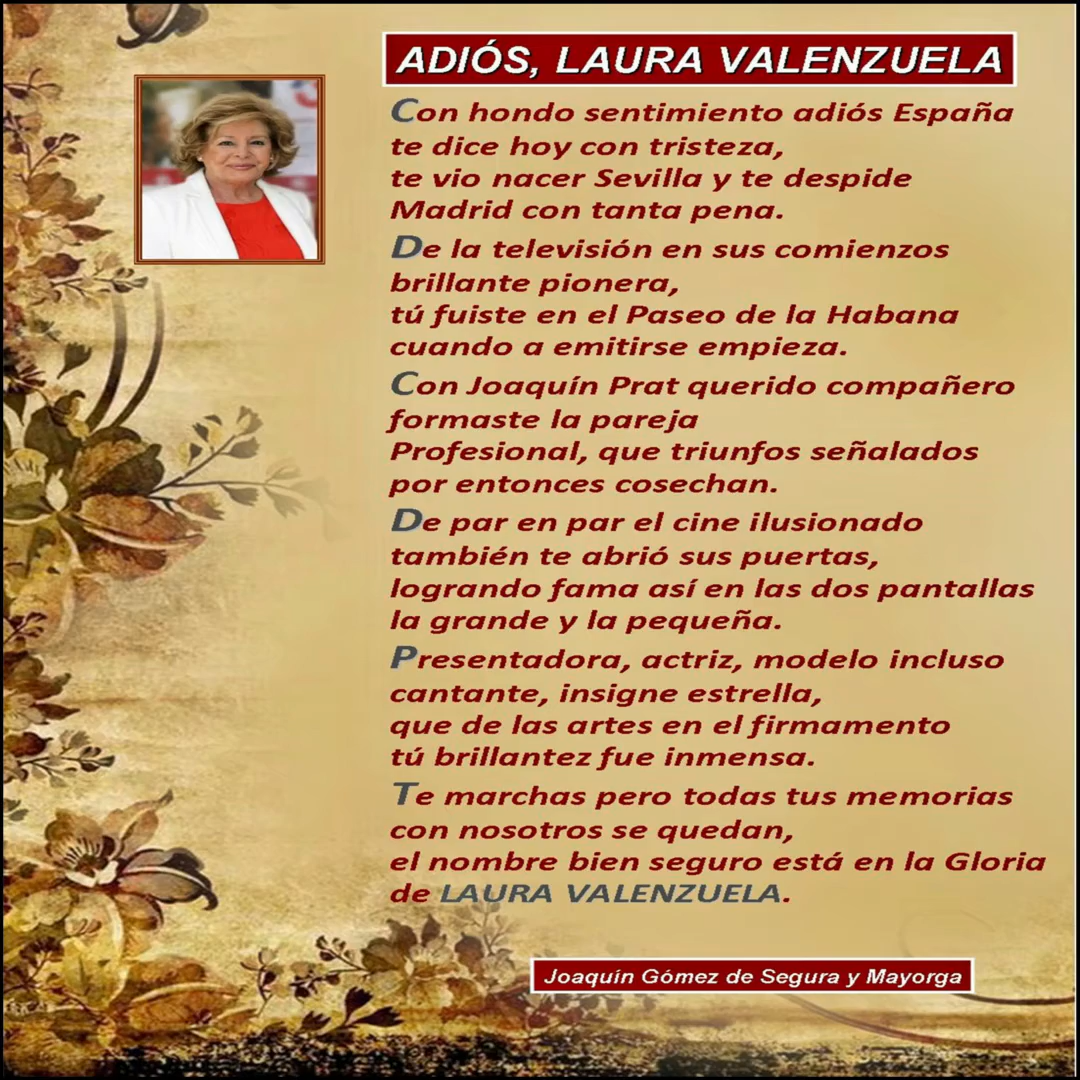 ADIÓS, LAURA VALENZUELA
Con hondo sentimiento adiós España
te dice hoy con tristeza,
te vio nacer Sevilla y te despide
Madrid con tanta pena.
De la televisión en sus comienzos
brillante pionera,
tú fuiste en el Paseo de la Habana
cuando a emitirse empieza.
Con Joaquín Prat querido compañero
formaste la pareja
Profesional, que triunfos señalados
por entonces cosechan.
De par en par el cine ilusionado
también te abrió sus puertas,
logrando fama así en las dos pantallas
la grande y la pequeña.
Presentadora, actriz, modelo incluso
cantante, insigne estrella,
que de las artes en el firmamento
tú brillantez fue inmensa.
Te marchas pero todas tus memorias
con nosotros se quedan,
el nombre bien seguro está en la Gloria
de LAURA VALENZUELA.
Joaquín Gómez de Segura y Mayorga